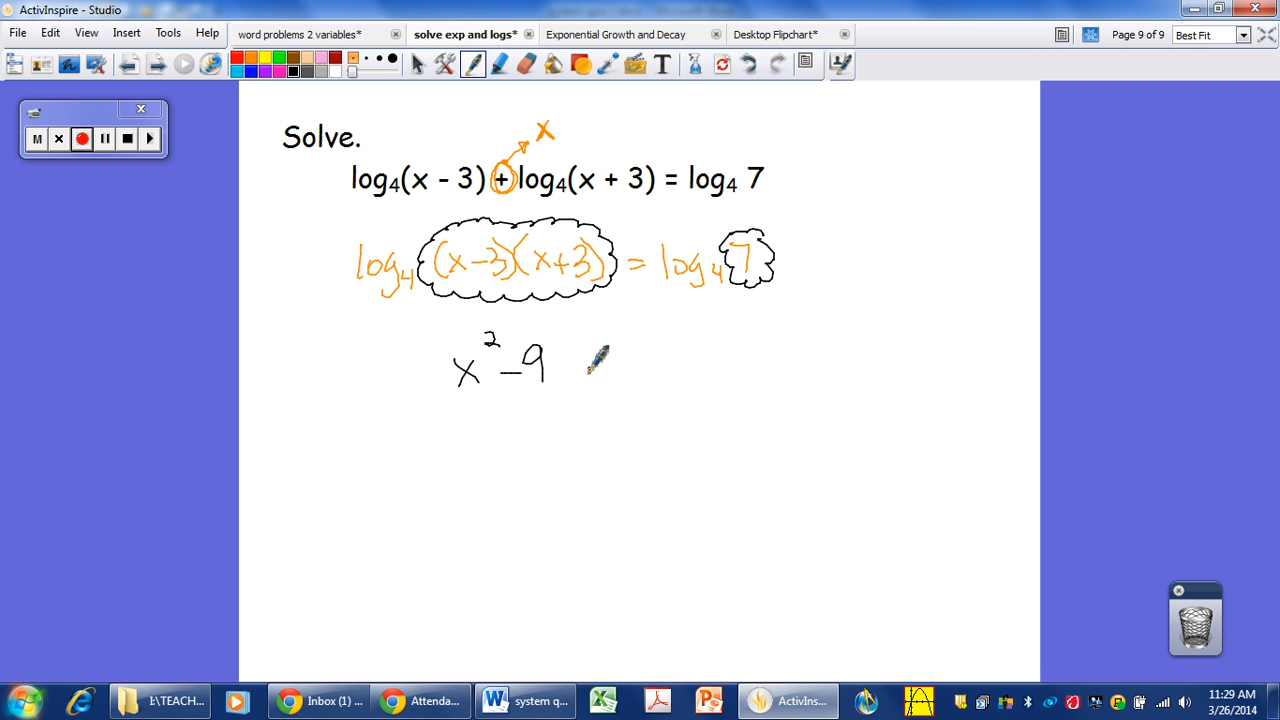 ActivInspire - Studio
File Edit View Insert Tools Help
word problems 2 variables* solve exp and logs* Exponential Growth and Decay Desktop Flipchart* Page 9 of 9 Best Fit
M
Solve.
x
log₄(x - 3) + log₄(x + 3) = log₄ 7
log₄ (x-3)(x+3) = log₄ 7
x² - 9
I:\TEACH... Inbox (1) ... Attenda... system q... ActivIns...
11:29 AM
3/26/2014